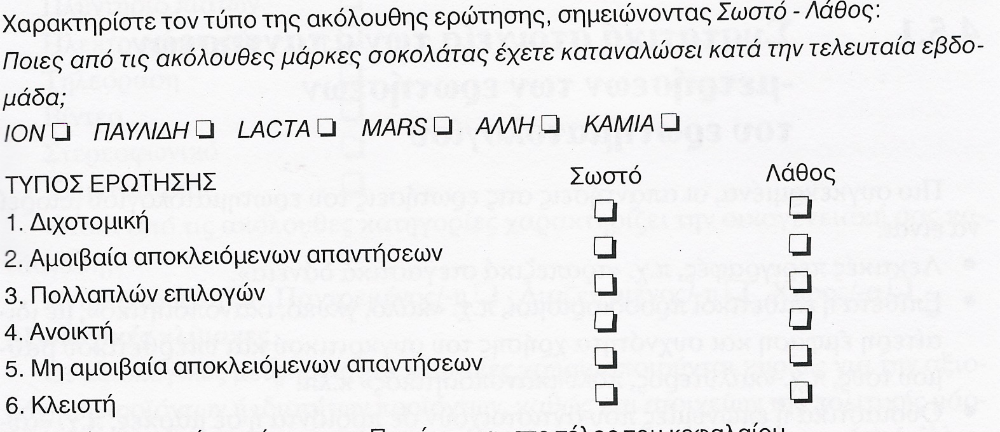 Χαρακτηρίστε τον τύπο της ακόλουθης ερώτησης, σημειώνοντας Σωστό - Λάθος:
Ποιες από τις ακόλουθες μάρκες σοκολάτας έχετε καταναλώσει κατά την τελευταία εβδο-
μάδα;
ΙΟΝ ❏ ΠΑΥΛΙΔΗ ❏ LACTA ❏ MARS ❏ ΑΛΛΗ ❏ ΚΑΜΙΑ ❏
ΤΥΠΟΣ ΕΡΩΤΗΣΗΣ Σωστό Λάθος
1. Διχοτομική ❏ ❏
2. Αμοιβαία αποκλειόμενων απαντήσεων ❏ ❏
3. Πολλαπλών επιλογών ❏ ❏
4. Ανοικτή ❏ ❏
5. Μη αμοιβαία αποκλειόμενων απαντήσεων ❏ ❏
6. Κλειστή ❏ ❏